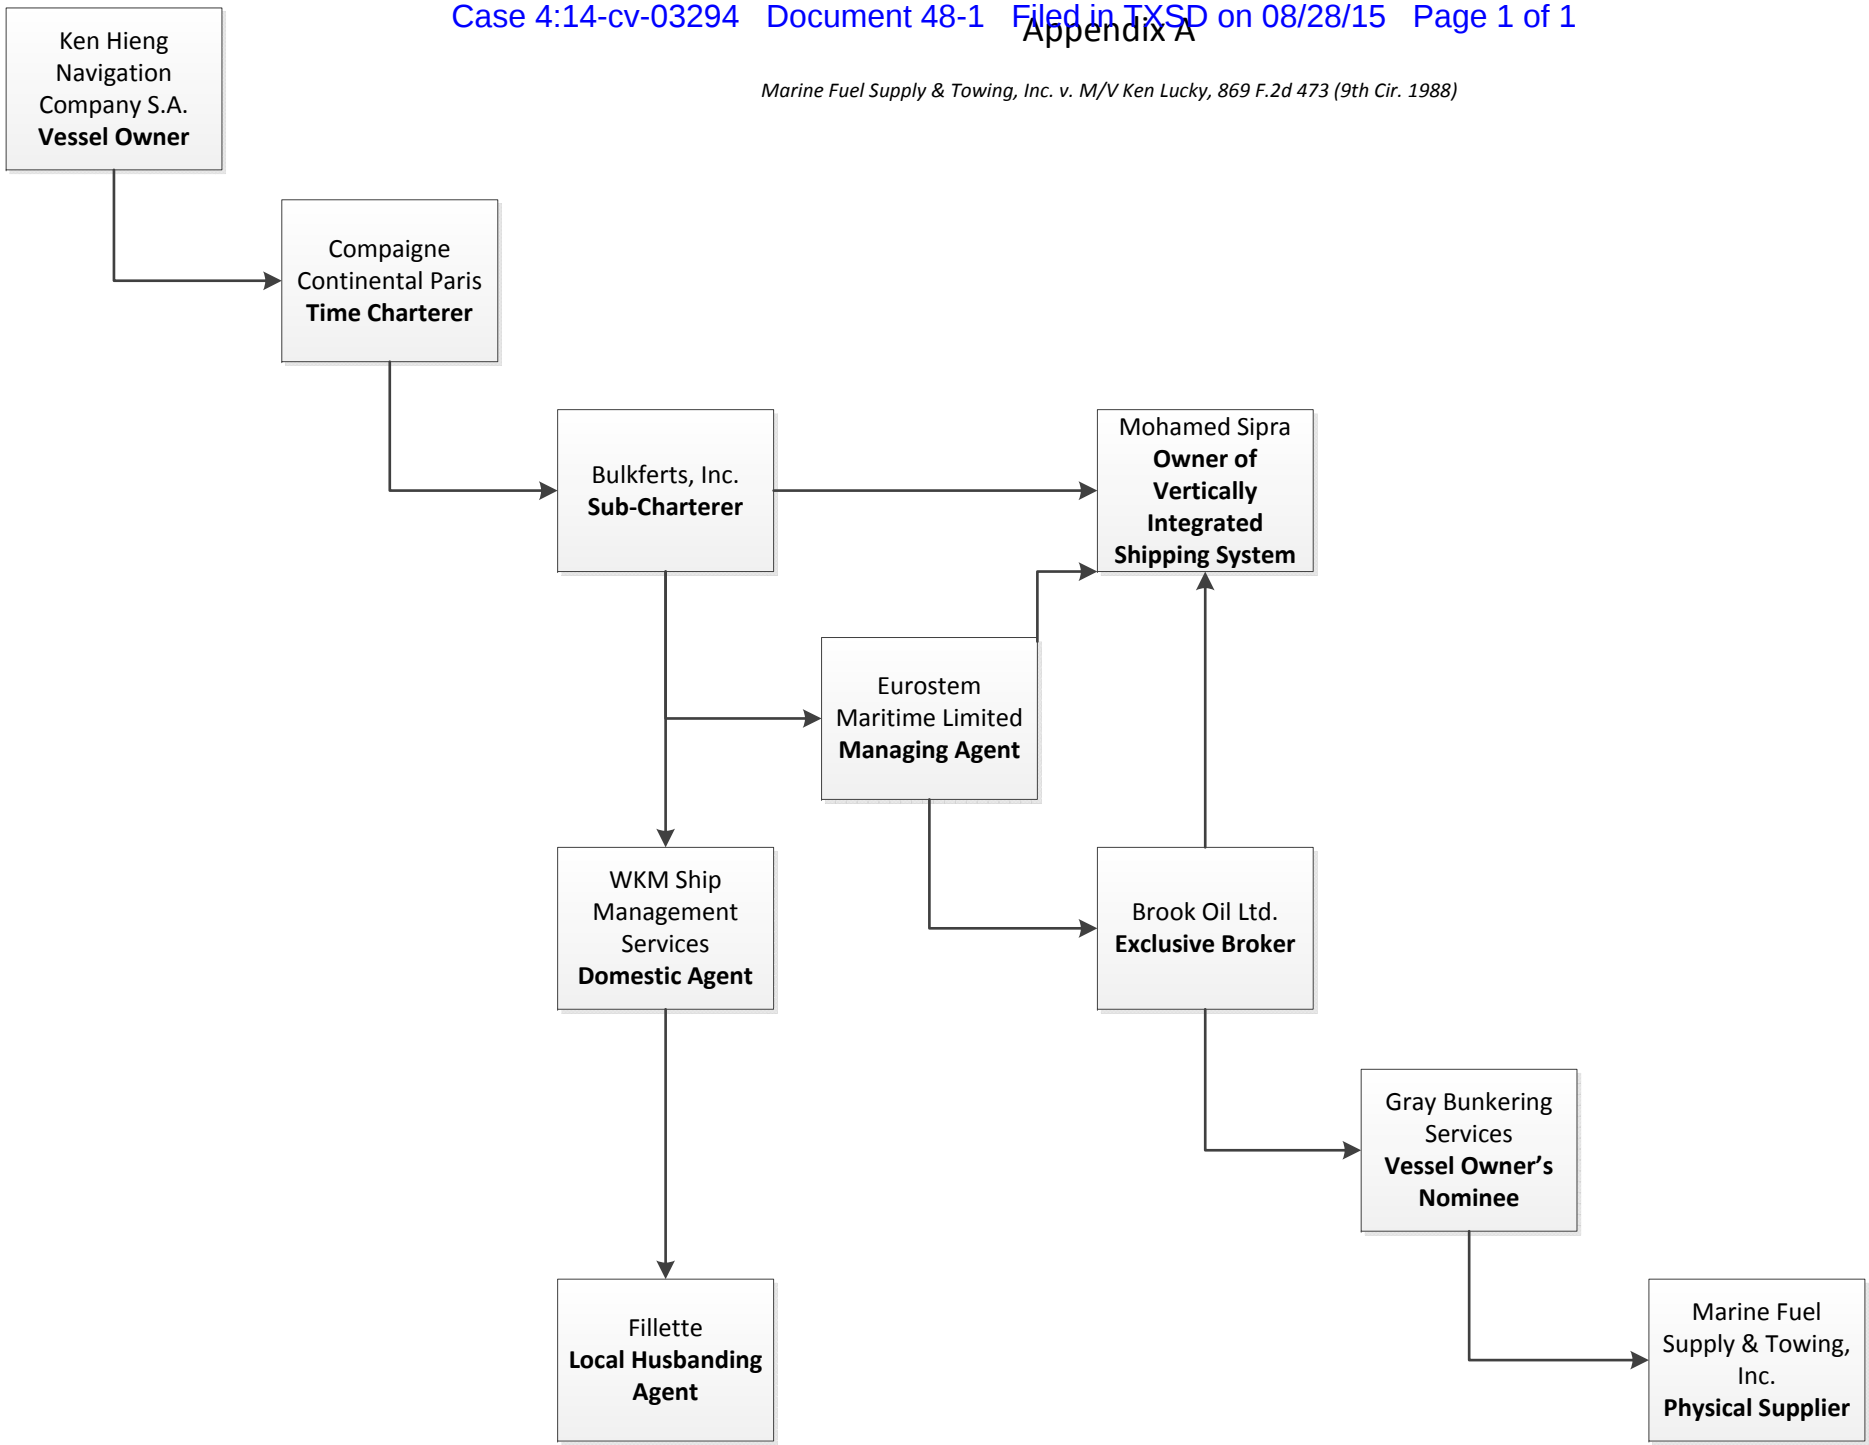 Case 4:14-cv-03294 Document 48-1 Filed in TXSD on 08/28/15 Page 1 of 1
Appendix A
Marine Fuel Supply & Towing, Inc. v. M/V Ken Lucky, 869 F.2d 473 (9th Cir. 1988)
Ken Hieng
Navigation
Company S.A.
Vessel Owner
Compaigne
Continental Paris
Time Charterer
Bulkferts, Inc.
Sub-Charterer
Mohamed Sipra
Owner of
Vertically
Integrated
Shipping System
Eurostem
Maritime Limited
Managing Agent
WKM Ship
Management
Services
Domestic Agent
Brook Oil Ltd.
Exclusive Broker
Gray Bunkering
Services
Vessel Owner’s
Nominee
Fillette
Local Husbanding
Agent
Marine Fuel
Supply & Towing,
Inc.
Physical Supplier